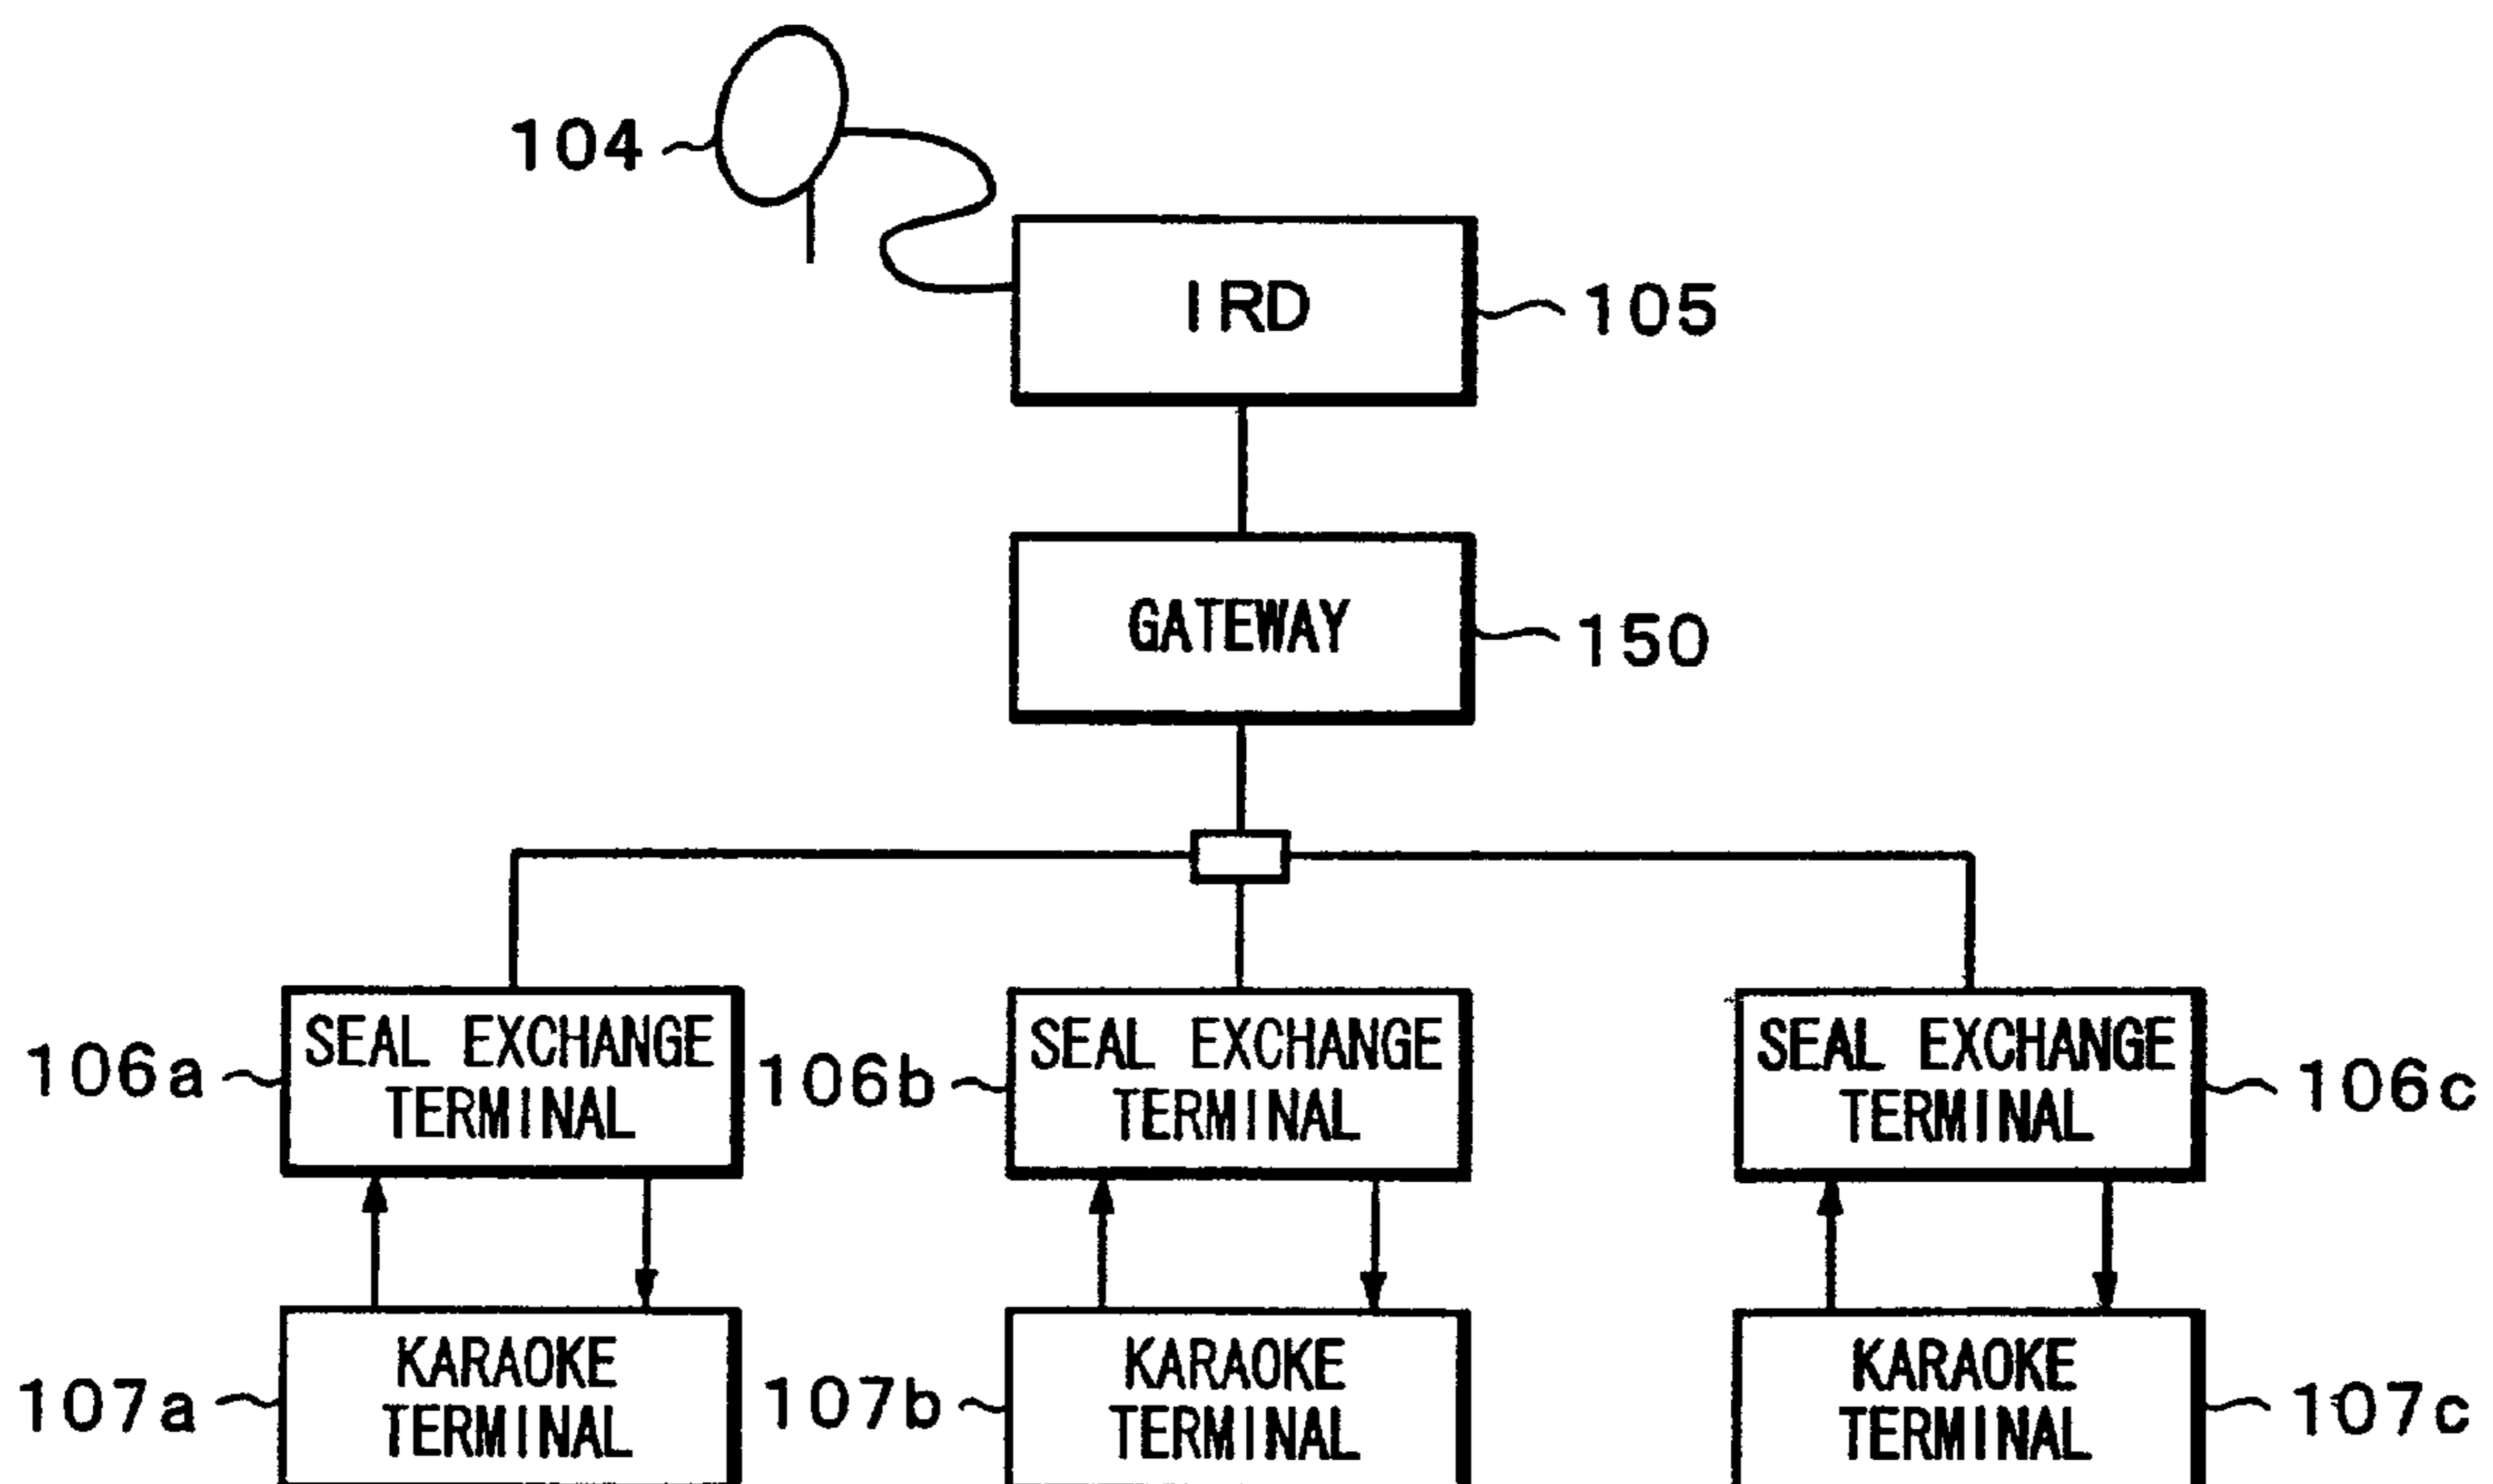 104
IRD
105
GATEWAY
150
106a
SEAL EXCHANGE
TERMINAL
106b
SEAL EXCHANGE
TERMINAL
SEAL EXCHANGE
TERMINAL
106c
107a
KARAOKE
TERMINAL
107b
KARAOKE
TERMINAL
KARAOKE
TERMINAL
107c